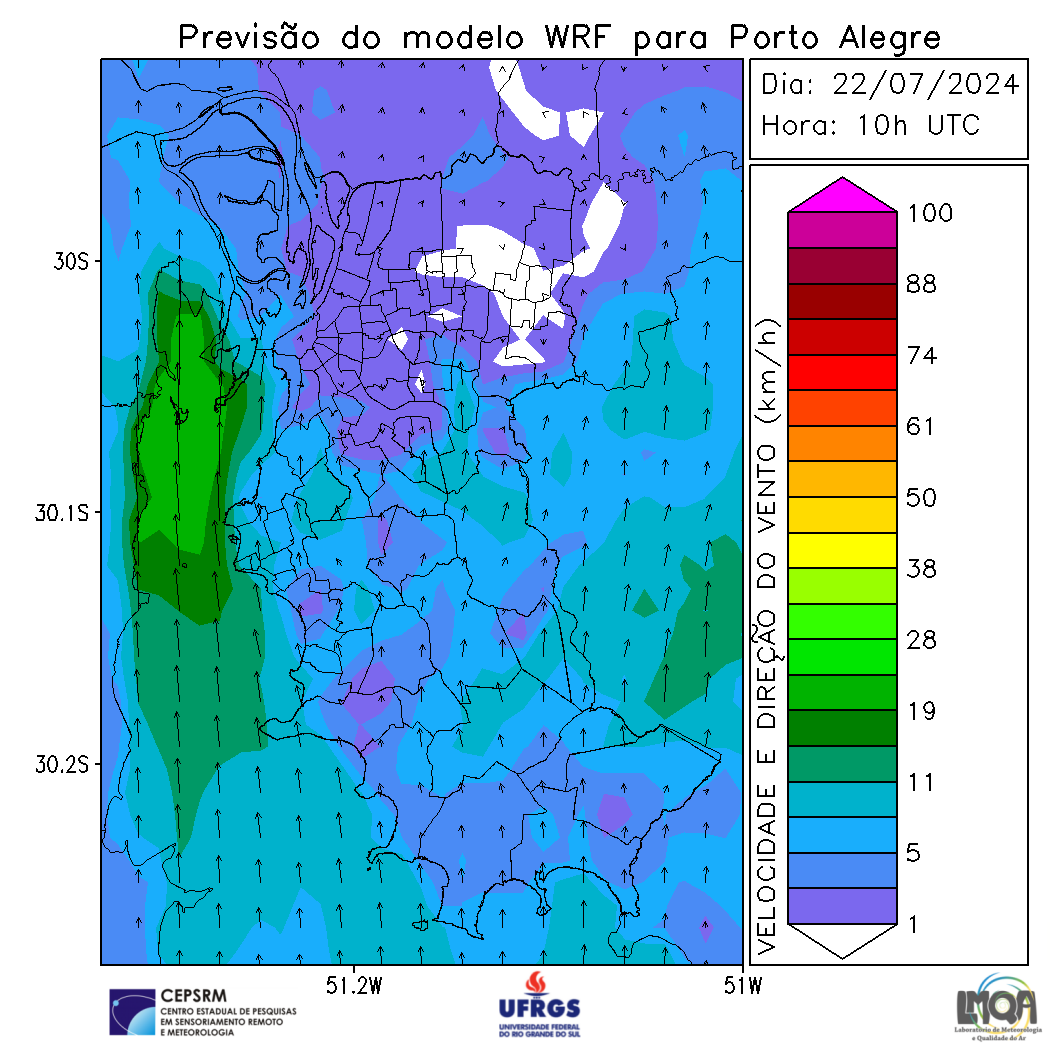 Previsão do modelo WRF para Porto Alegre
Dia: 22/07/2024
Hora: 10h UTC
30S
30.1S
30.2S
51.2W
51W
VELOCIDADE E DIREÇÃO DO VENTO (km/h)
100
88
74
61
50
38
28
19
11
5
1
CEPSRM
CENTRO ESTADUAL DE PESQUISAS
EM SENSORIAMENTO REMOTO
E METEOROLOGIA
UFRGS
UNIVERSIDADE FEDERAL
DO RIO GRANDE DO SUL
LMQA
Laboratório de Meteorologia
e Qualidade do Ar